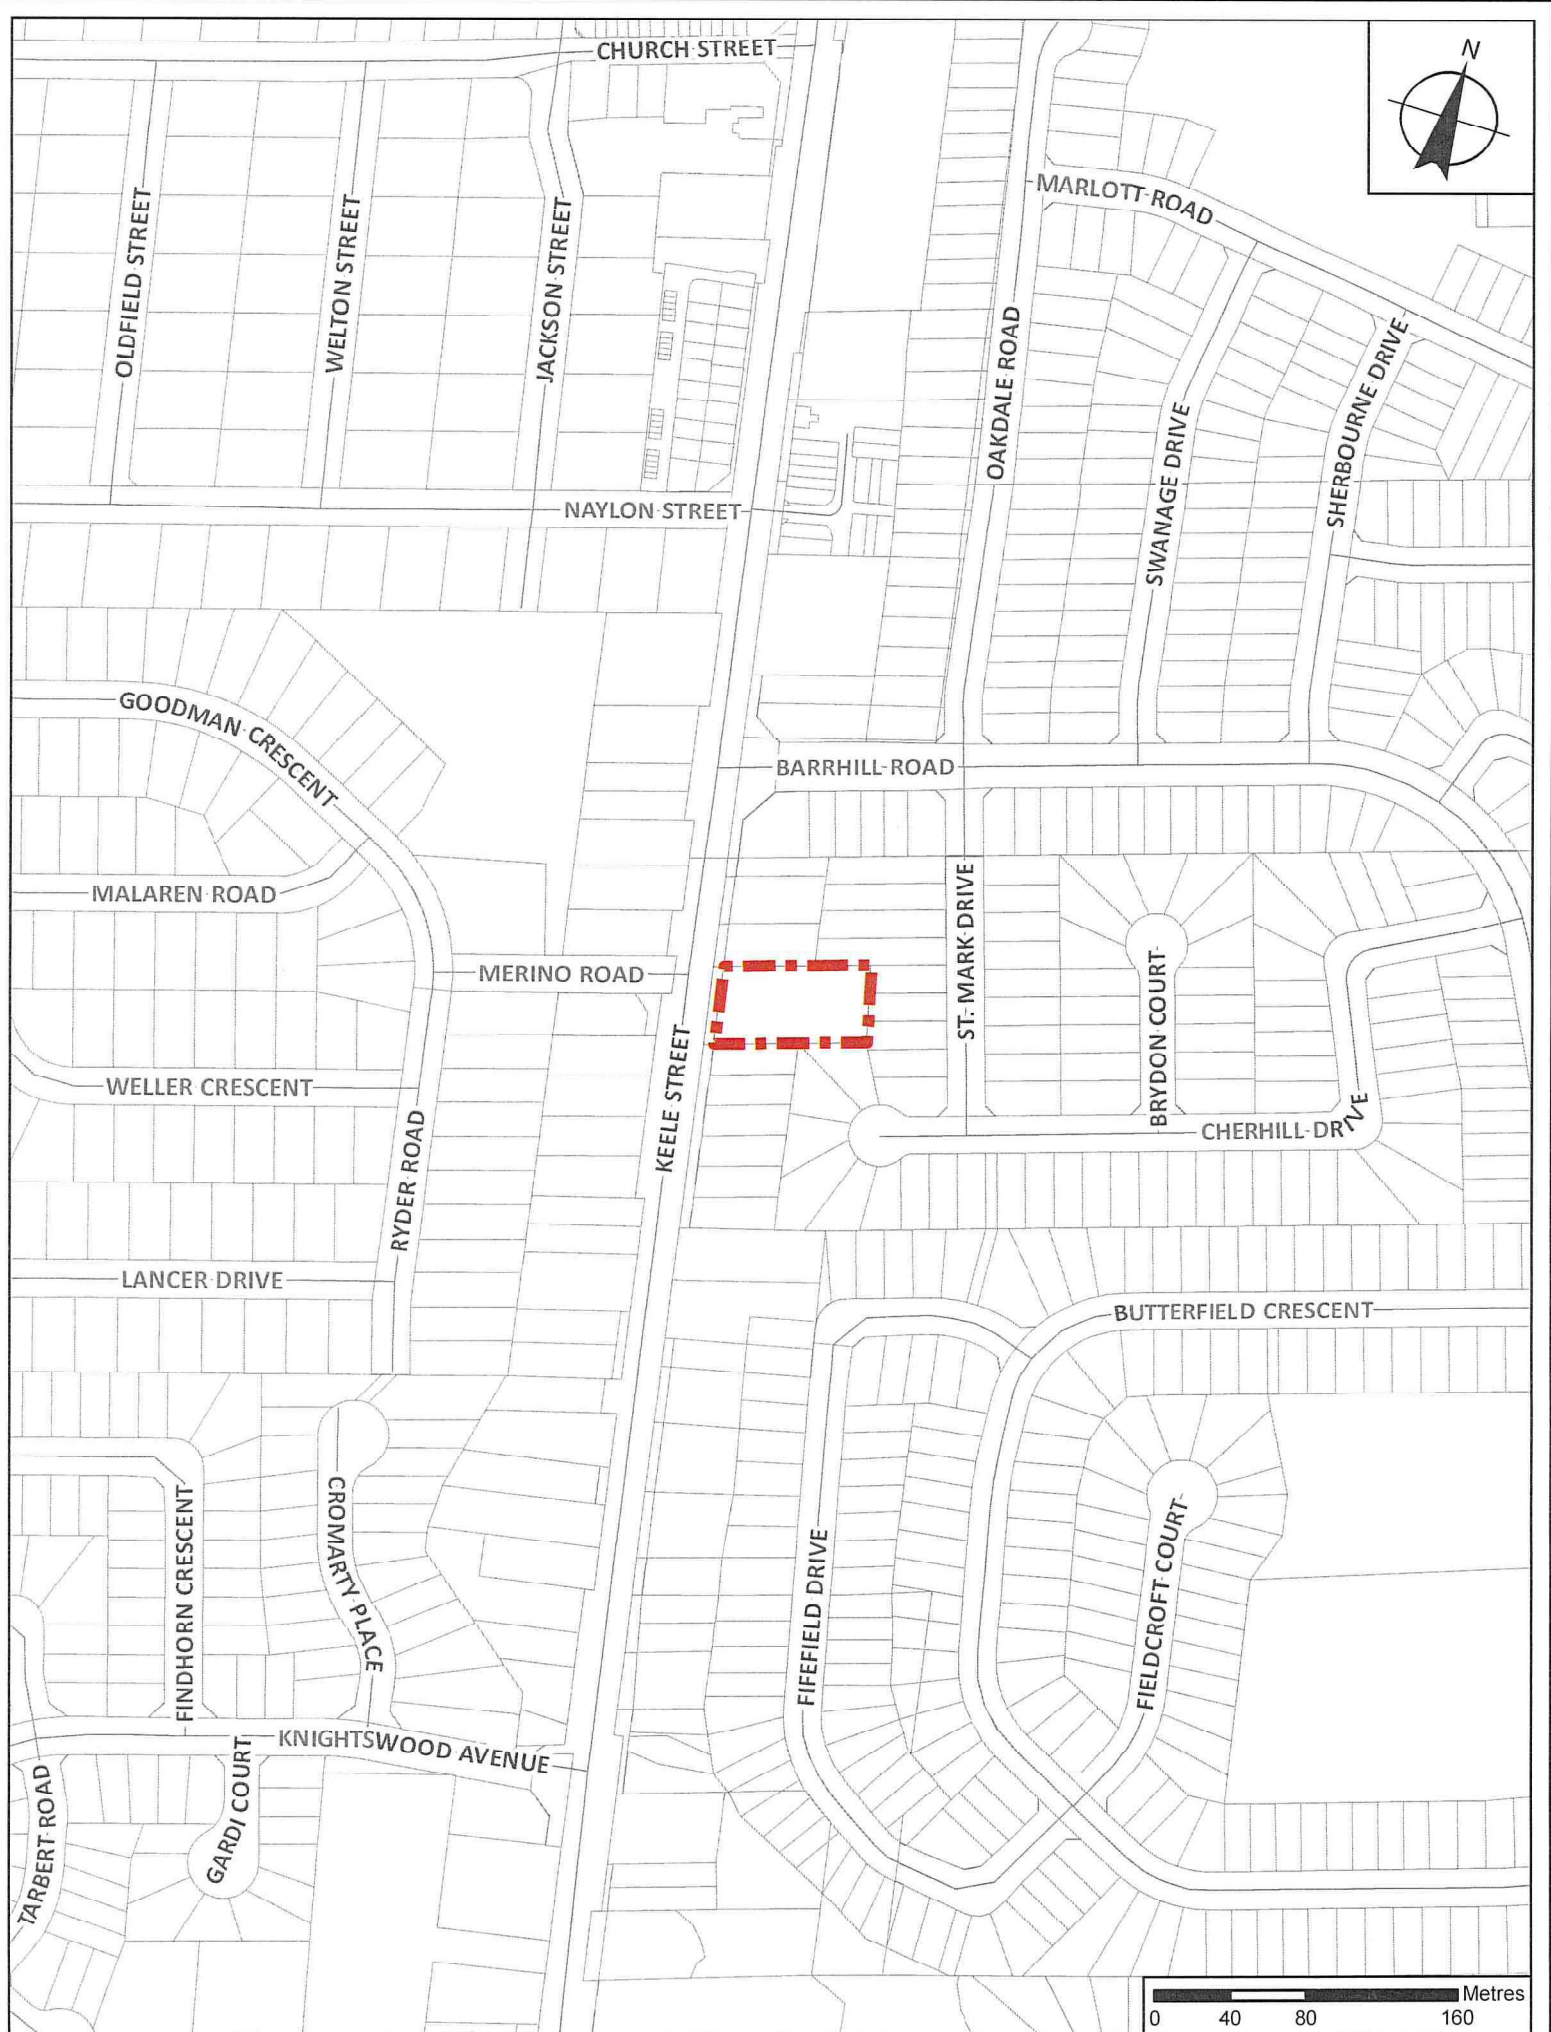 CHURCH STREET
N
MARLOTT ROAD
OLDFIELD STREET
WELTON STREET
JACKSON STREET
OAKDALE ROAD
SWANAGE DRIVE
SHERBOURNE DRIVE
NAYLON STREET
GOODMAN CRESCENT
BARRHILL ROAD
MALAREN ROAD
ST. MARK DRIVE
MERINO ROAD
BRYDON COURT
KEELE STREET
WELLER CRESCENT
CHERHILL DRIVE
RYDER ROAD
LANCER DRIVE
BUTTERFIELD CRESCENT
FINDHORN CRESCENT
CROMARTY PLACE
FIFEFIELD DRIVE
FIELDCROFT COURT
KNIGHTSWOOD AVENUE
GARDI COURT
TARBERT ROAD
Metres
0 40 80 160